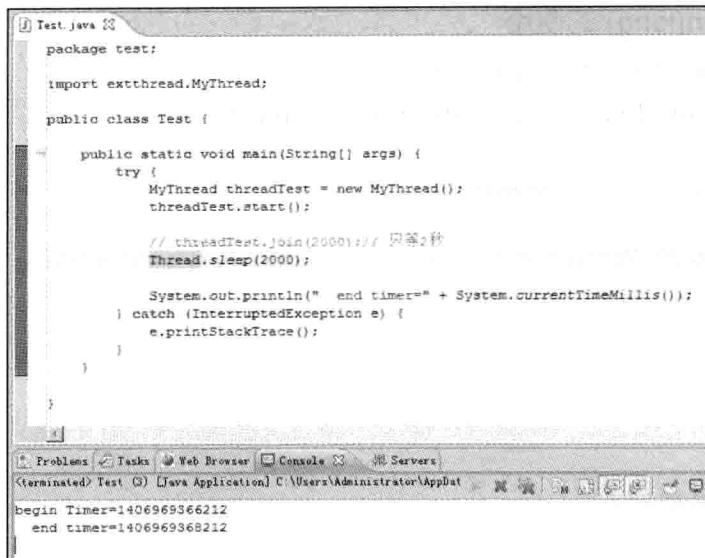 Test.java
package test;
import extthread.MyThread;
public class Test {
public static void main(String[] args) {
try {
MyThread threadTest = new MyThread();
threadTest.start();
// threadTest.join(2000);// 只等2秒
Thread.sleep(2000);
System.out.println("  end timer=" + System.currentTimeMillis());
} catch (InterruptedException e) {
e.printStackTrace();
}
}
}
Problems Tasks Web Browser Console Servers
<terminated> Test (3) [Java Application] C:\Users\Administrator\AppDat
begin Timer=1406969366212
  end timer=1406969368212